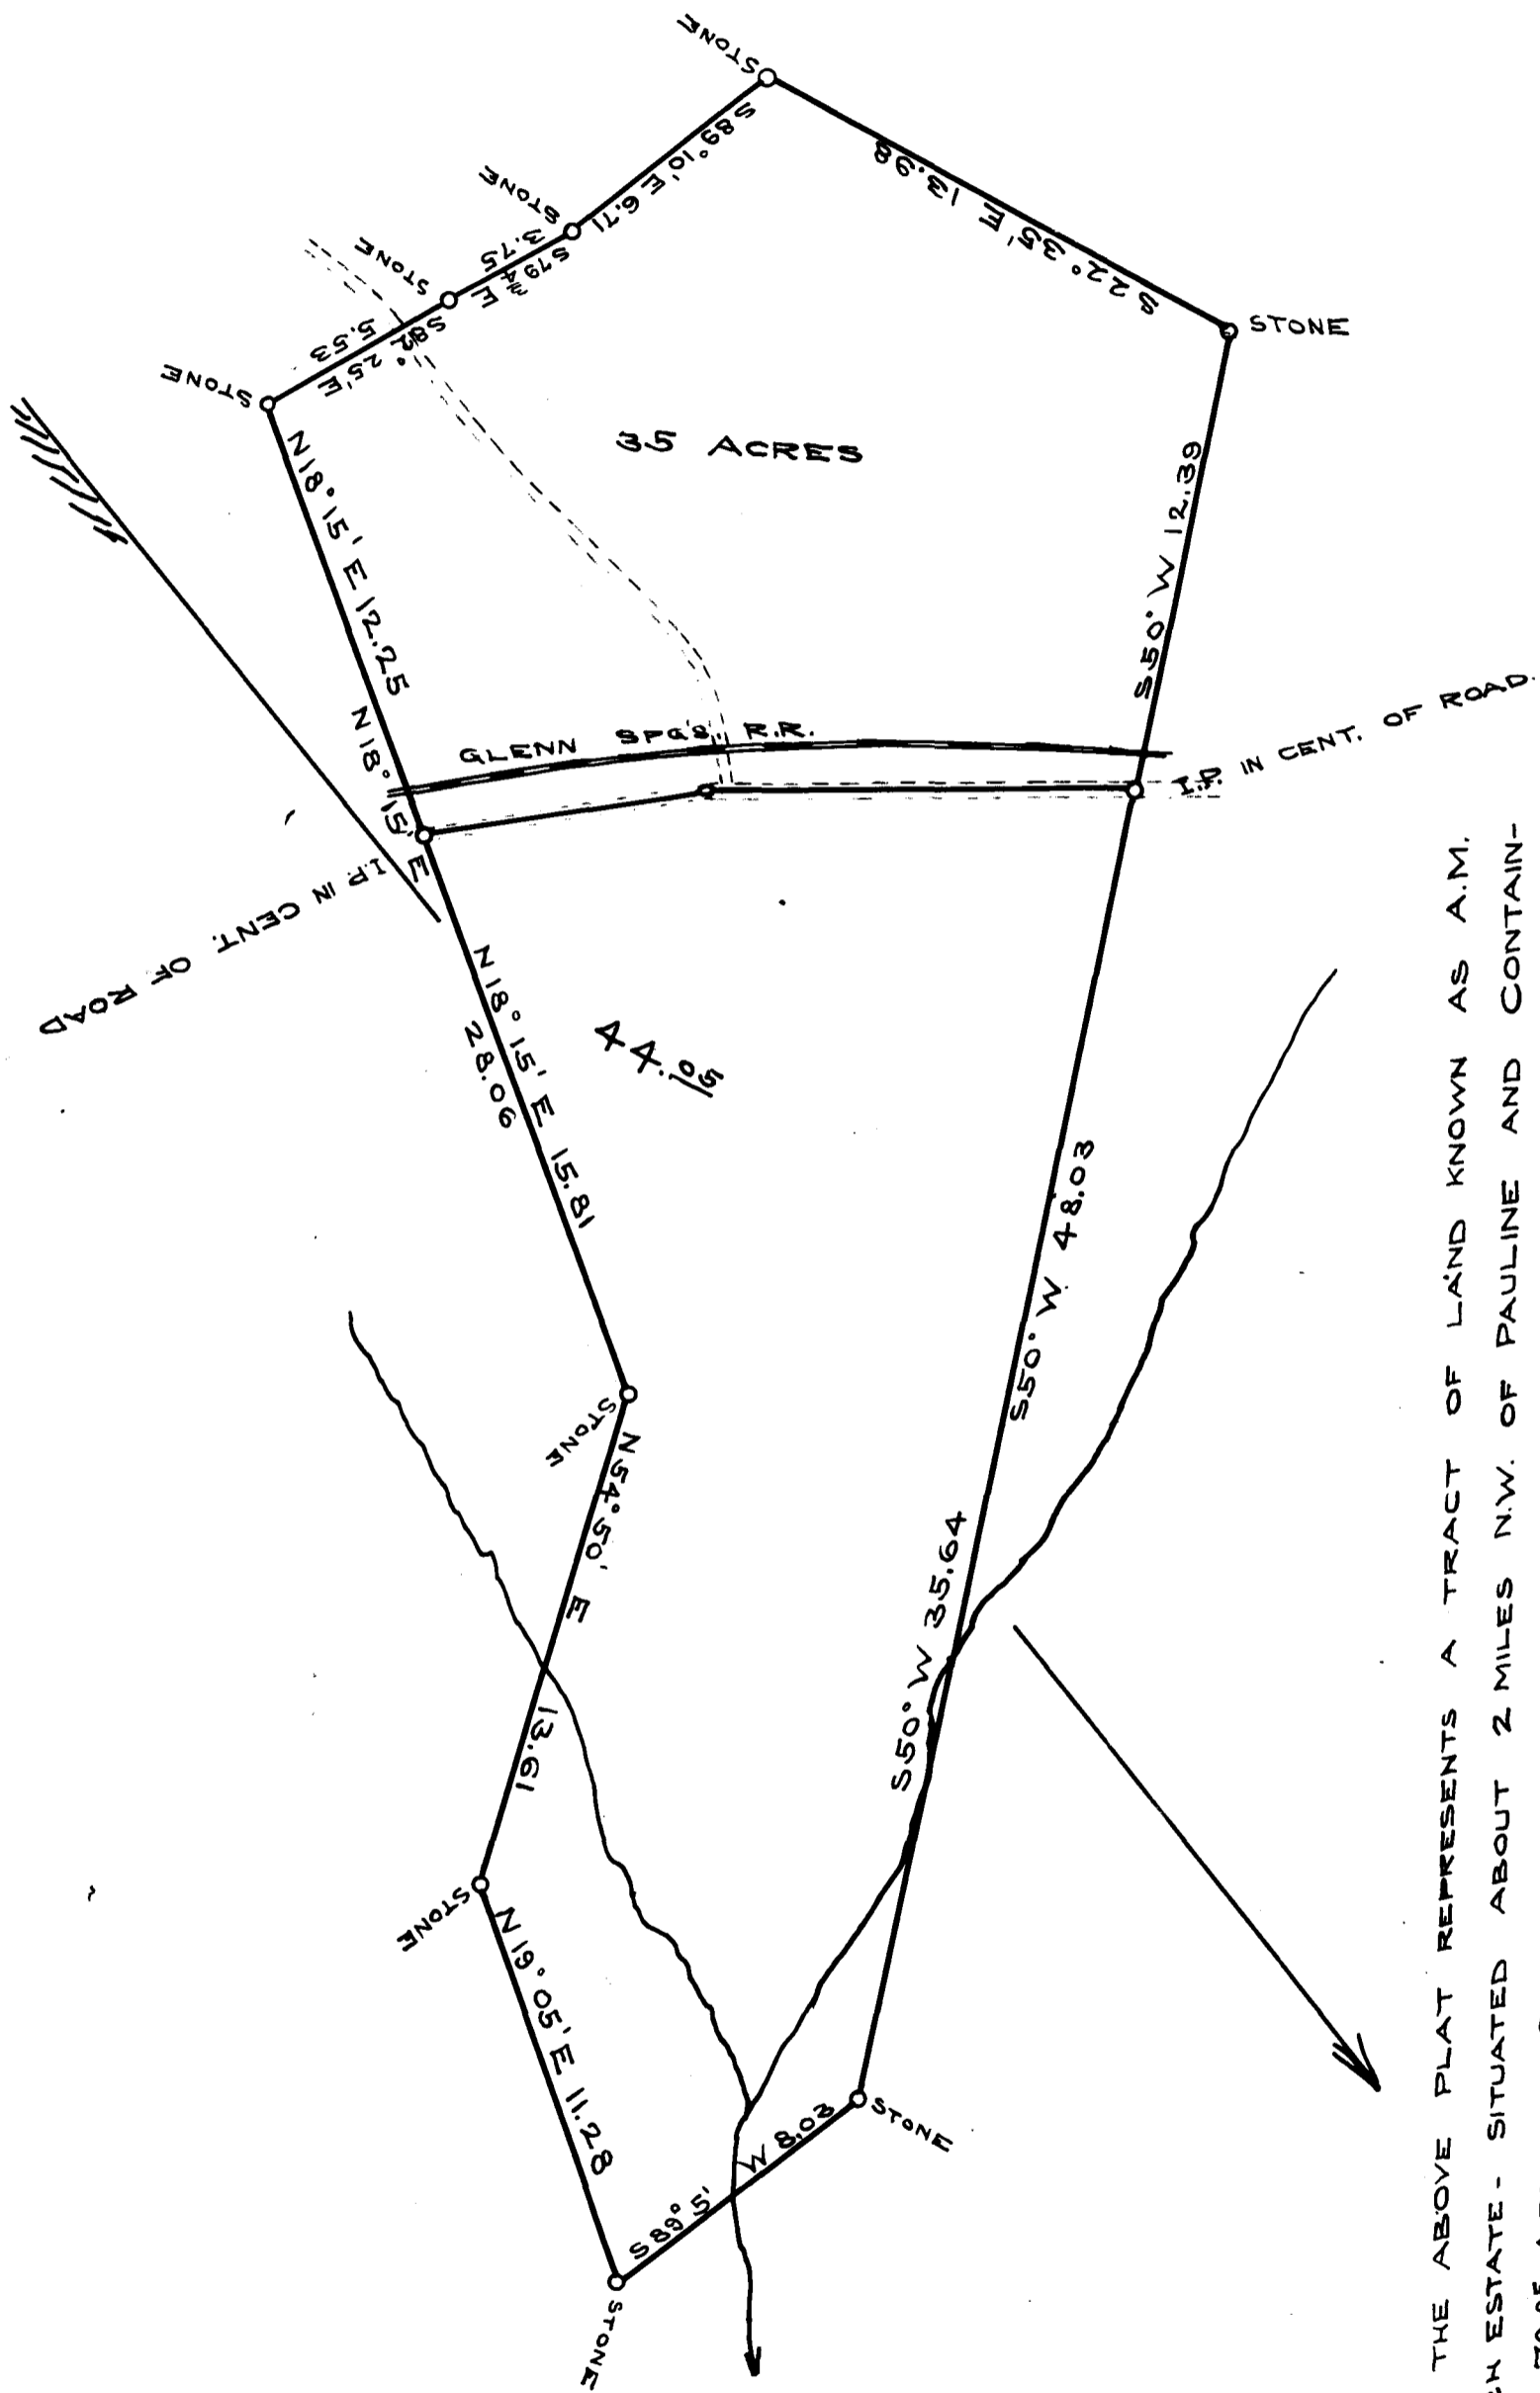 STONE
S 89° 10' E 6.71
STONE
S 79 3/4 E
3.75
STONE
S 82° 25' E
5.53
STONE
S 22° 35' E 13.98
STONE
35 ACRES
N 18° 15' E 12.25
S 50° W 12.39
N 18° 15' E
GLENN SPG'S. R.R.
I.P. IN CENT. OF ROAD.
I.P. IN CENT. OF ROAD
44.05
N 18° 15' E 15.81
28.06
S 50° W. 48.03
STONE
N 54° 50' E 13.61
S 50° W 35.64
STONE
N 19° 05' E 11.28
S 89° 5' W 8.02
STONE
STONE
THE ABOVE PLAT REPRESENTS A TRACT OF LAND KNOWN AS A.M.
ESTATE - SITUATED ABOUT 2 MILES N.W. OF PAULINE AND CONTAIN-